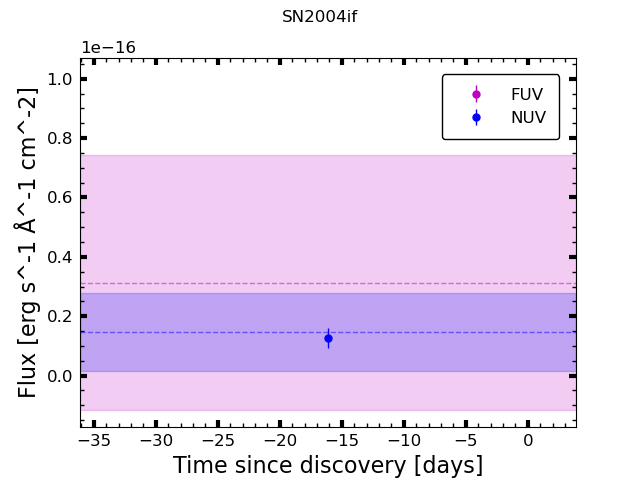 SN2004if
1e−16
1.0
0.8
0.6
0.4
0.2
0.0
Flux [erg s^-1 Å^-1 cm^-2]
FUV
NUV
−35 −30 −25 −20 −15 −10 −5 0
Time since discovery [days]